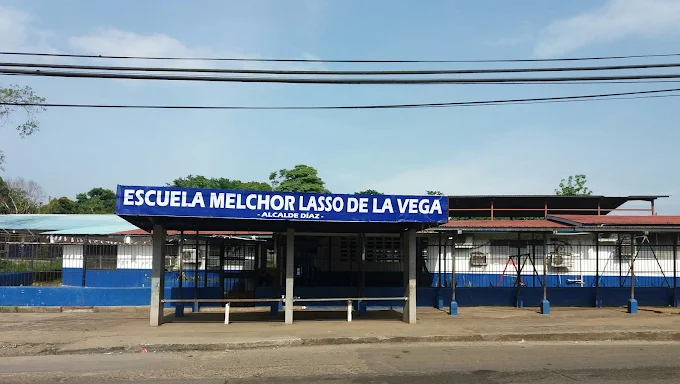 ESCUELA MELCHOR LASSO DE LA VEGA
- ALCALDE DÍAZ -